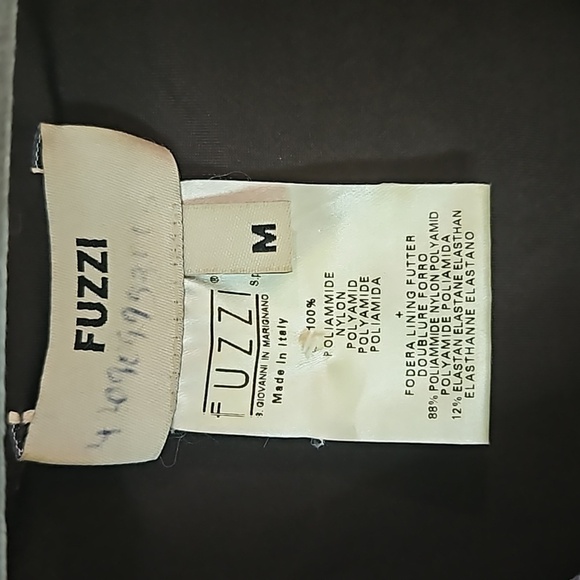 FUZZI
M
FUZZI®
S.p
S. GIOVANNI IN MARIGNANO
Made in Italy
100%
POLIAMMIDE
NYLON
POLYAMID
POLYAMIDE
POLYAMIDA
+
FODERA LINING FUTTER
DOUBLURE FORRO
88% POLIAMMIDE NYLON POLYAMID
POLYAMIDE POLIAMIDA
12% ELASTAN ELASTANE ELASTHAN
ELASTHANNE ELASTANO